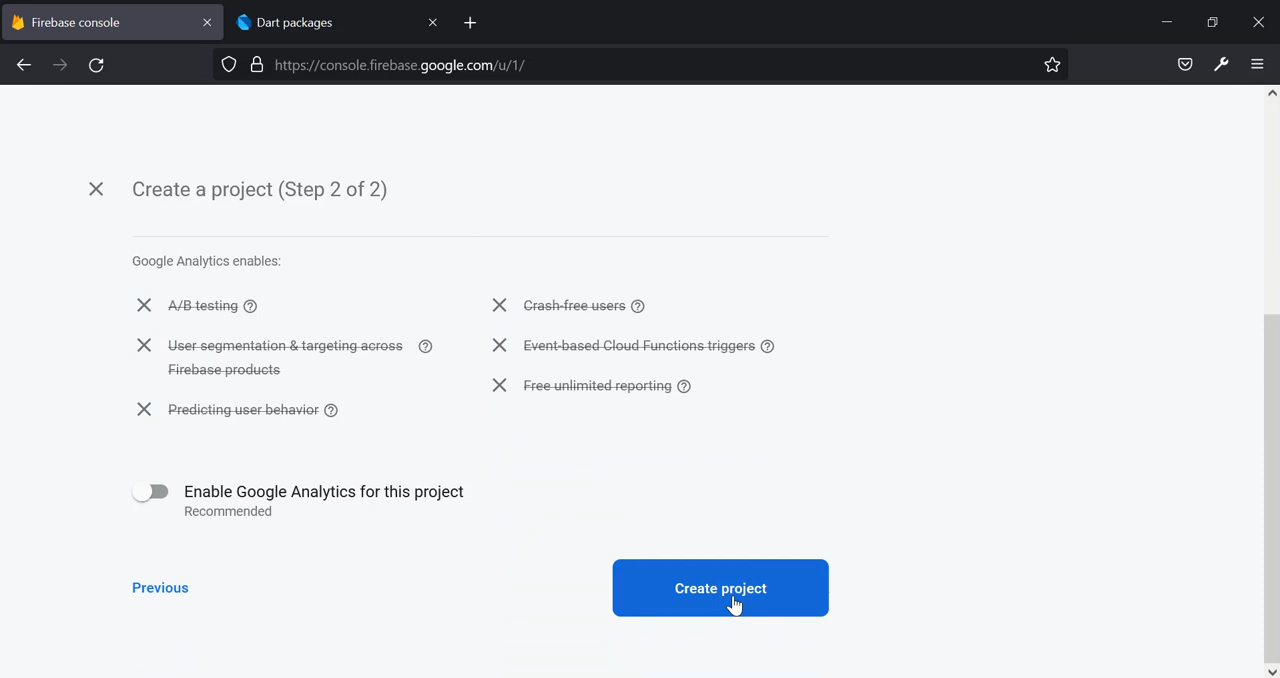 Firebase console
Dart packages
https://console.firebase.google.com/u/1/
Create a project (Step 2 of 2)
Google Analytics enables:
A/B testing
Crash-free users
User segmentation & targeting across
Firebase products
Event-based Cloud Functions triggers
Free unlimited reporting
Predicting user behavior
Enable Google Analytics for this project
Recommended
Previous
Create project